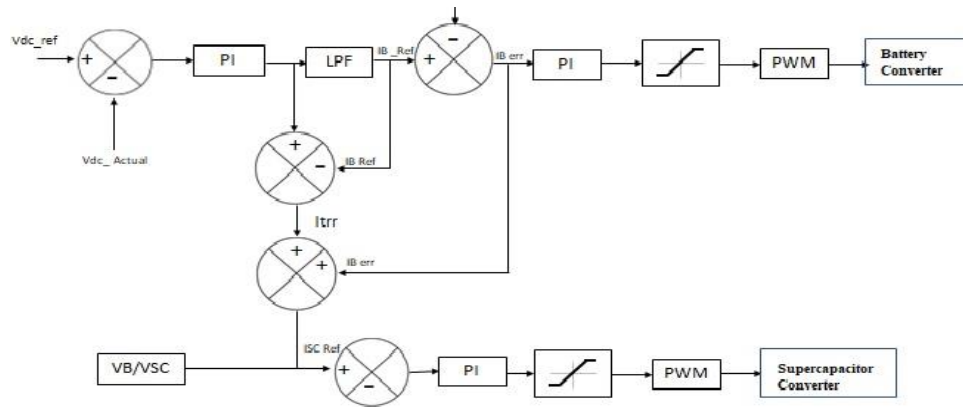 Vdc_ref
+
−
Vdc_ Actual
PI
LPF
IB _Ref
−
+
IB err
PI
PWM
Battery
Converter
+
−
IB Ref
Itrr
+
+
IB err
VB/VSC
ISC Ref
+
−
PI
PWM
Supercapacitor
Converter